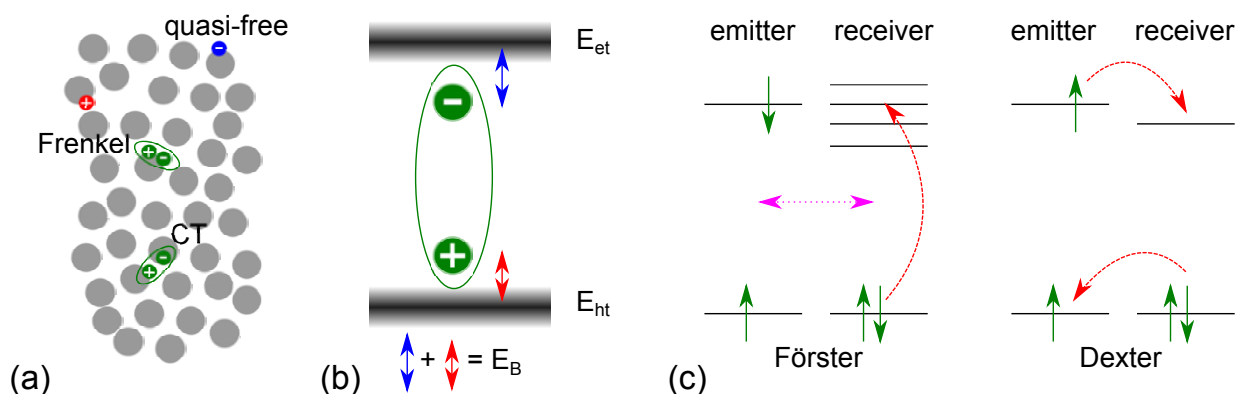 quasi-free
Frenkel
CT
(a)
E_et
E_ht
+ = E_B
(b)
emitter receiver
Förster
emitter receiver
Dexter
(c)